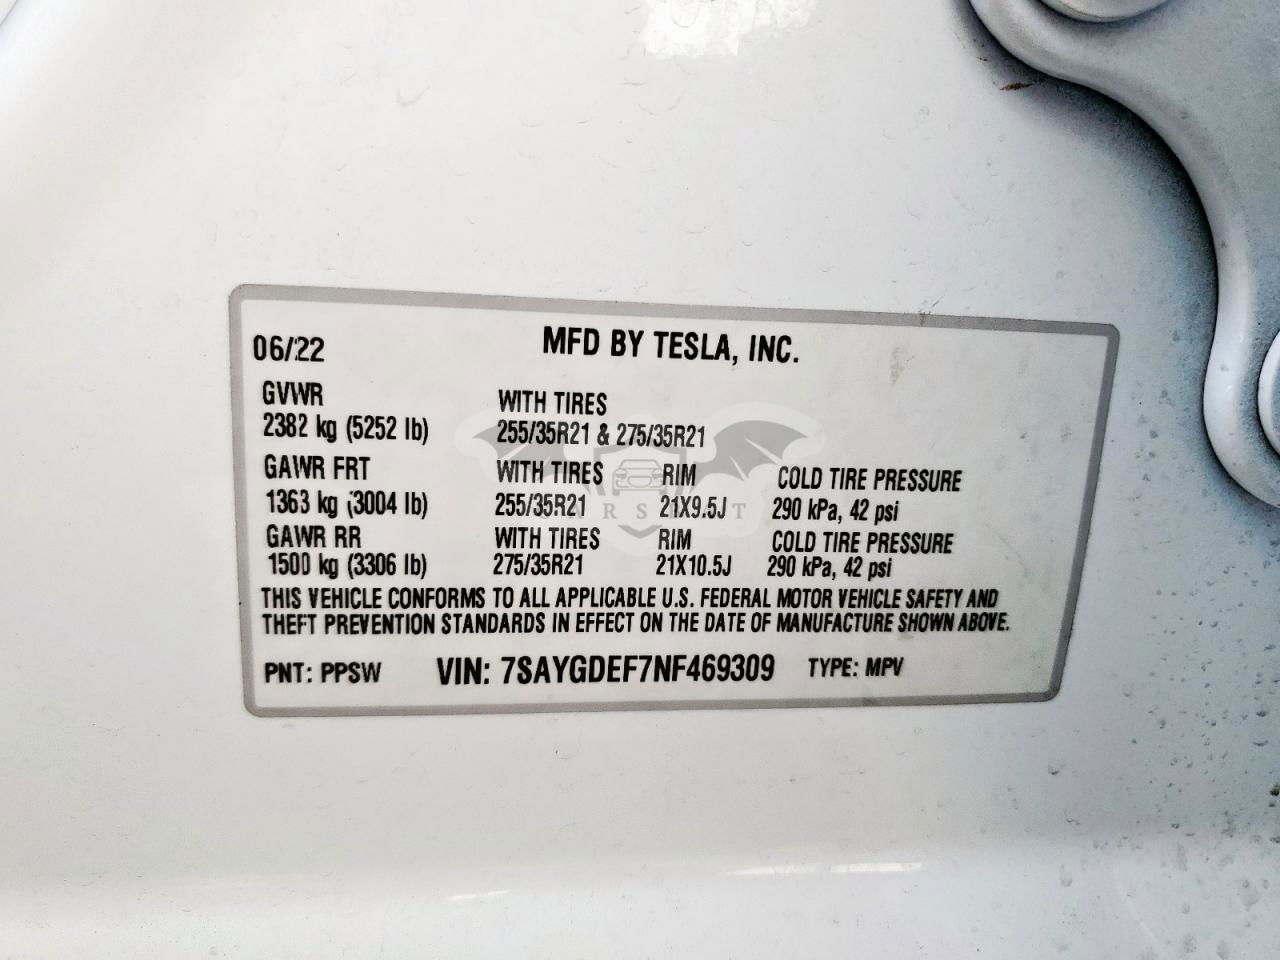 06/22 MFD BY TESLA, INC.
GVWR WITH TIRES
2382 kg (5252 lb) 255/35R21 & 275/35R21
GAWR FRT WITH TIRES RIM COLD TIRE PRESSURE
1363 kg (3004 lb) 255/35R21 21X9.5J 290 kPa, 42 psi
GAWR RR WITH TIRES RIM COLD TIRE PRESSURE
1500 kg (3306 lb) 275/35R21 21X10.5J 290 kPa, 42 psi
THIS VEHICLE CONFORMS TO ALL APPLICABLE U.S. FEDERAL MOTOR VEHICLE SAFETY AND
THEFT PREVENTION STANDARDS IN EFFECT ON THE DATE OF MANUFACTURE SHOWN ABOVE.
PNT: PPSW VIN: 7SAYGDEF7NF469309 TYPE: MPV